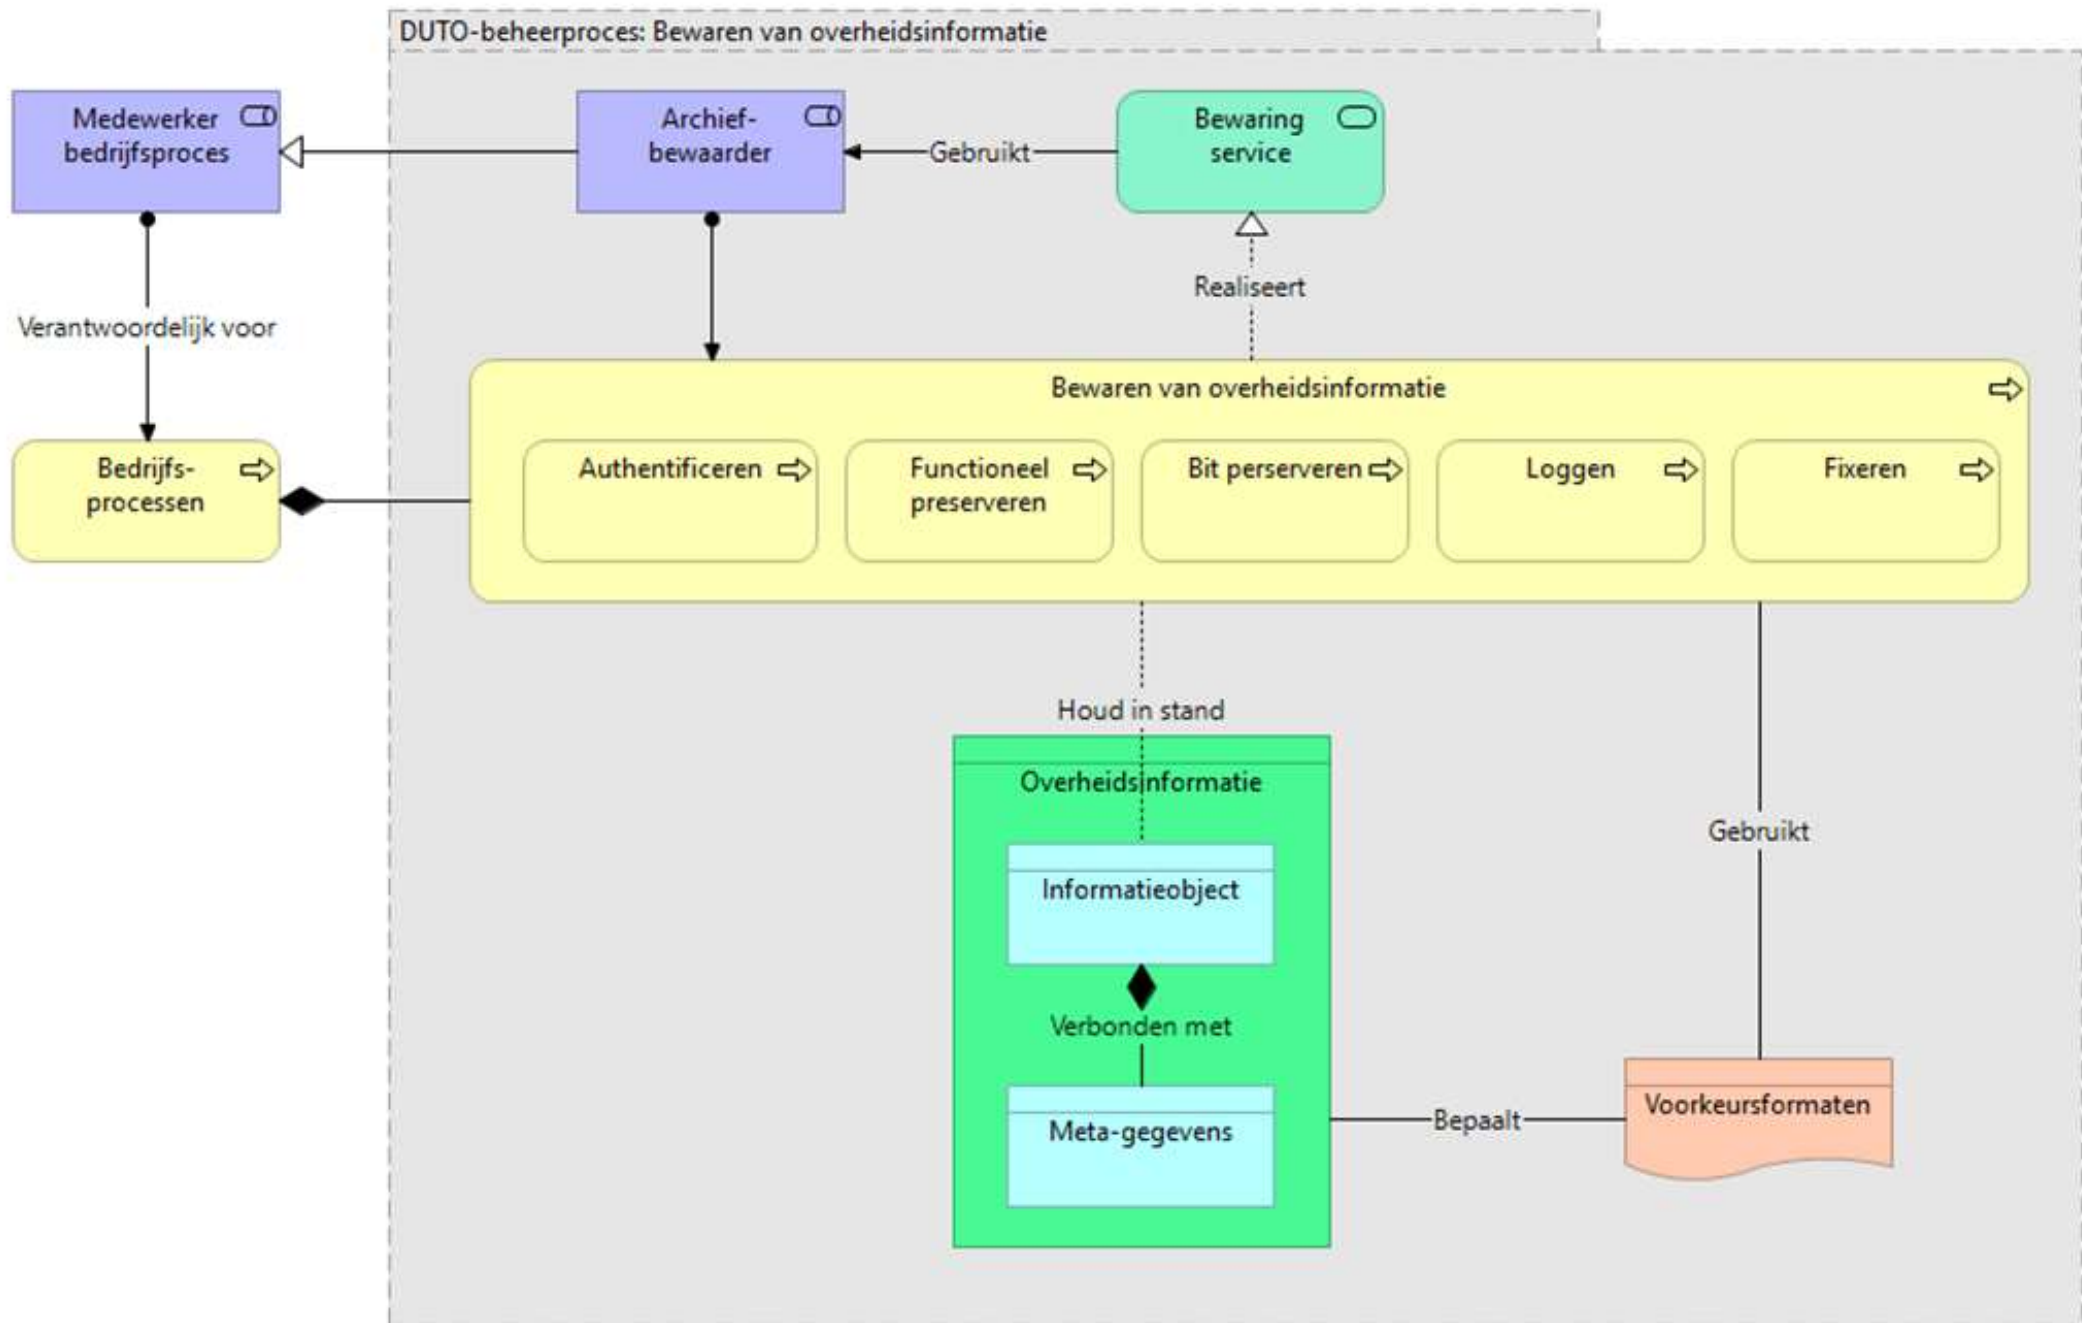 DUTO-beheerproces: Bewaren van overheidsinformatie
Medewerker
bedrijfsproces
Archief-
bewaarder
Gebruikt
Bewaring
service
Realiseert
Verantwoordelijk voor
Bewaren van overheidsinformatie
Bedrijfs-
processen
Authentificeren
Functioneel
preserveren
Bit perserveren
Loggen
Fixeren
Houd in stand
Overheidsinformatie
Gebruikt
Informatieobject
Verbonden met
Meta-gegevens
Bepaalt
Voorkeursformaten